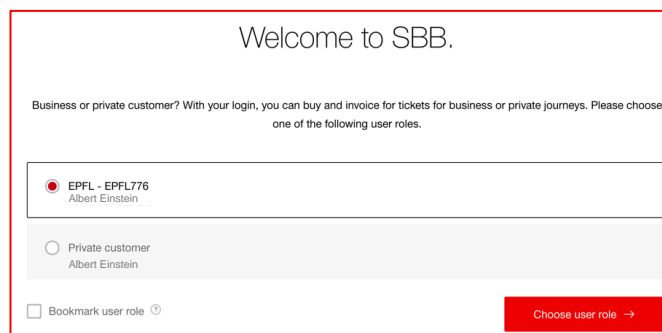 Welcome to SBB.
Business or private customer? With your login, you can buy and invoice for tickets for business or private journeys. Please choose
one of the following user roles.
EPFL - EPFL776
Albert Einstein
Private customer
Albert Einstein
Bookmark user role ?
Choose user role →